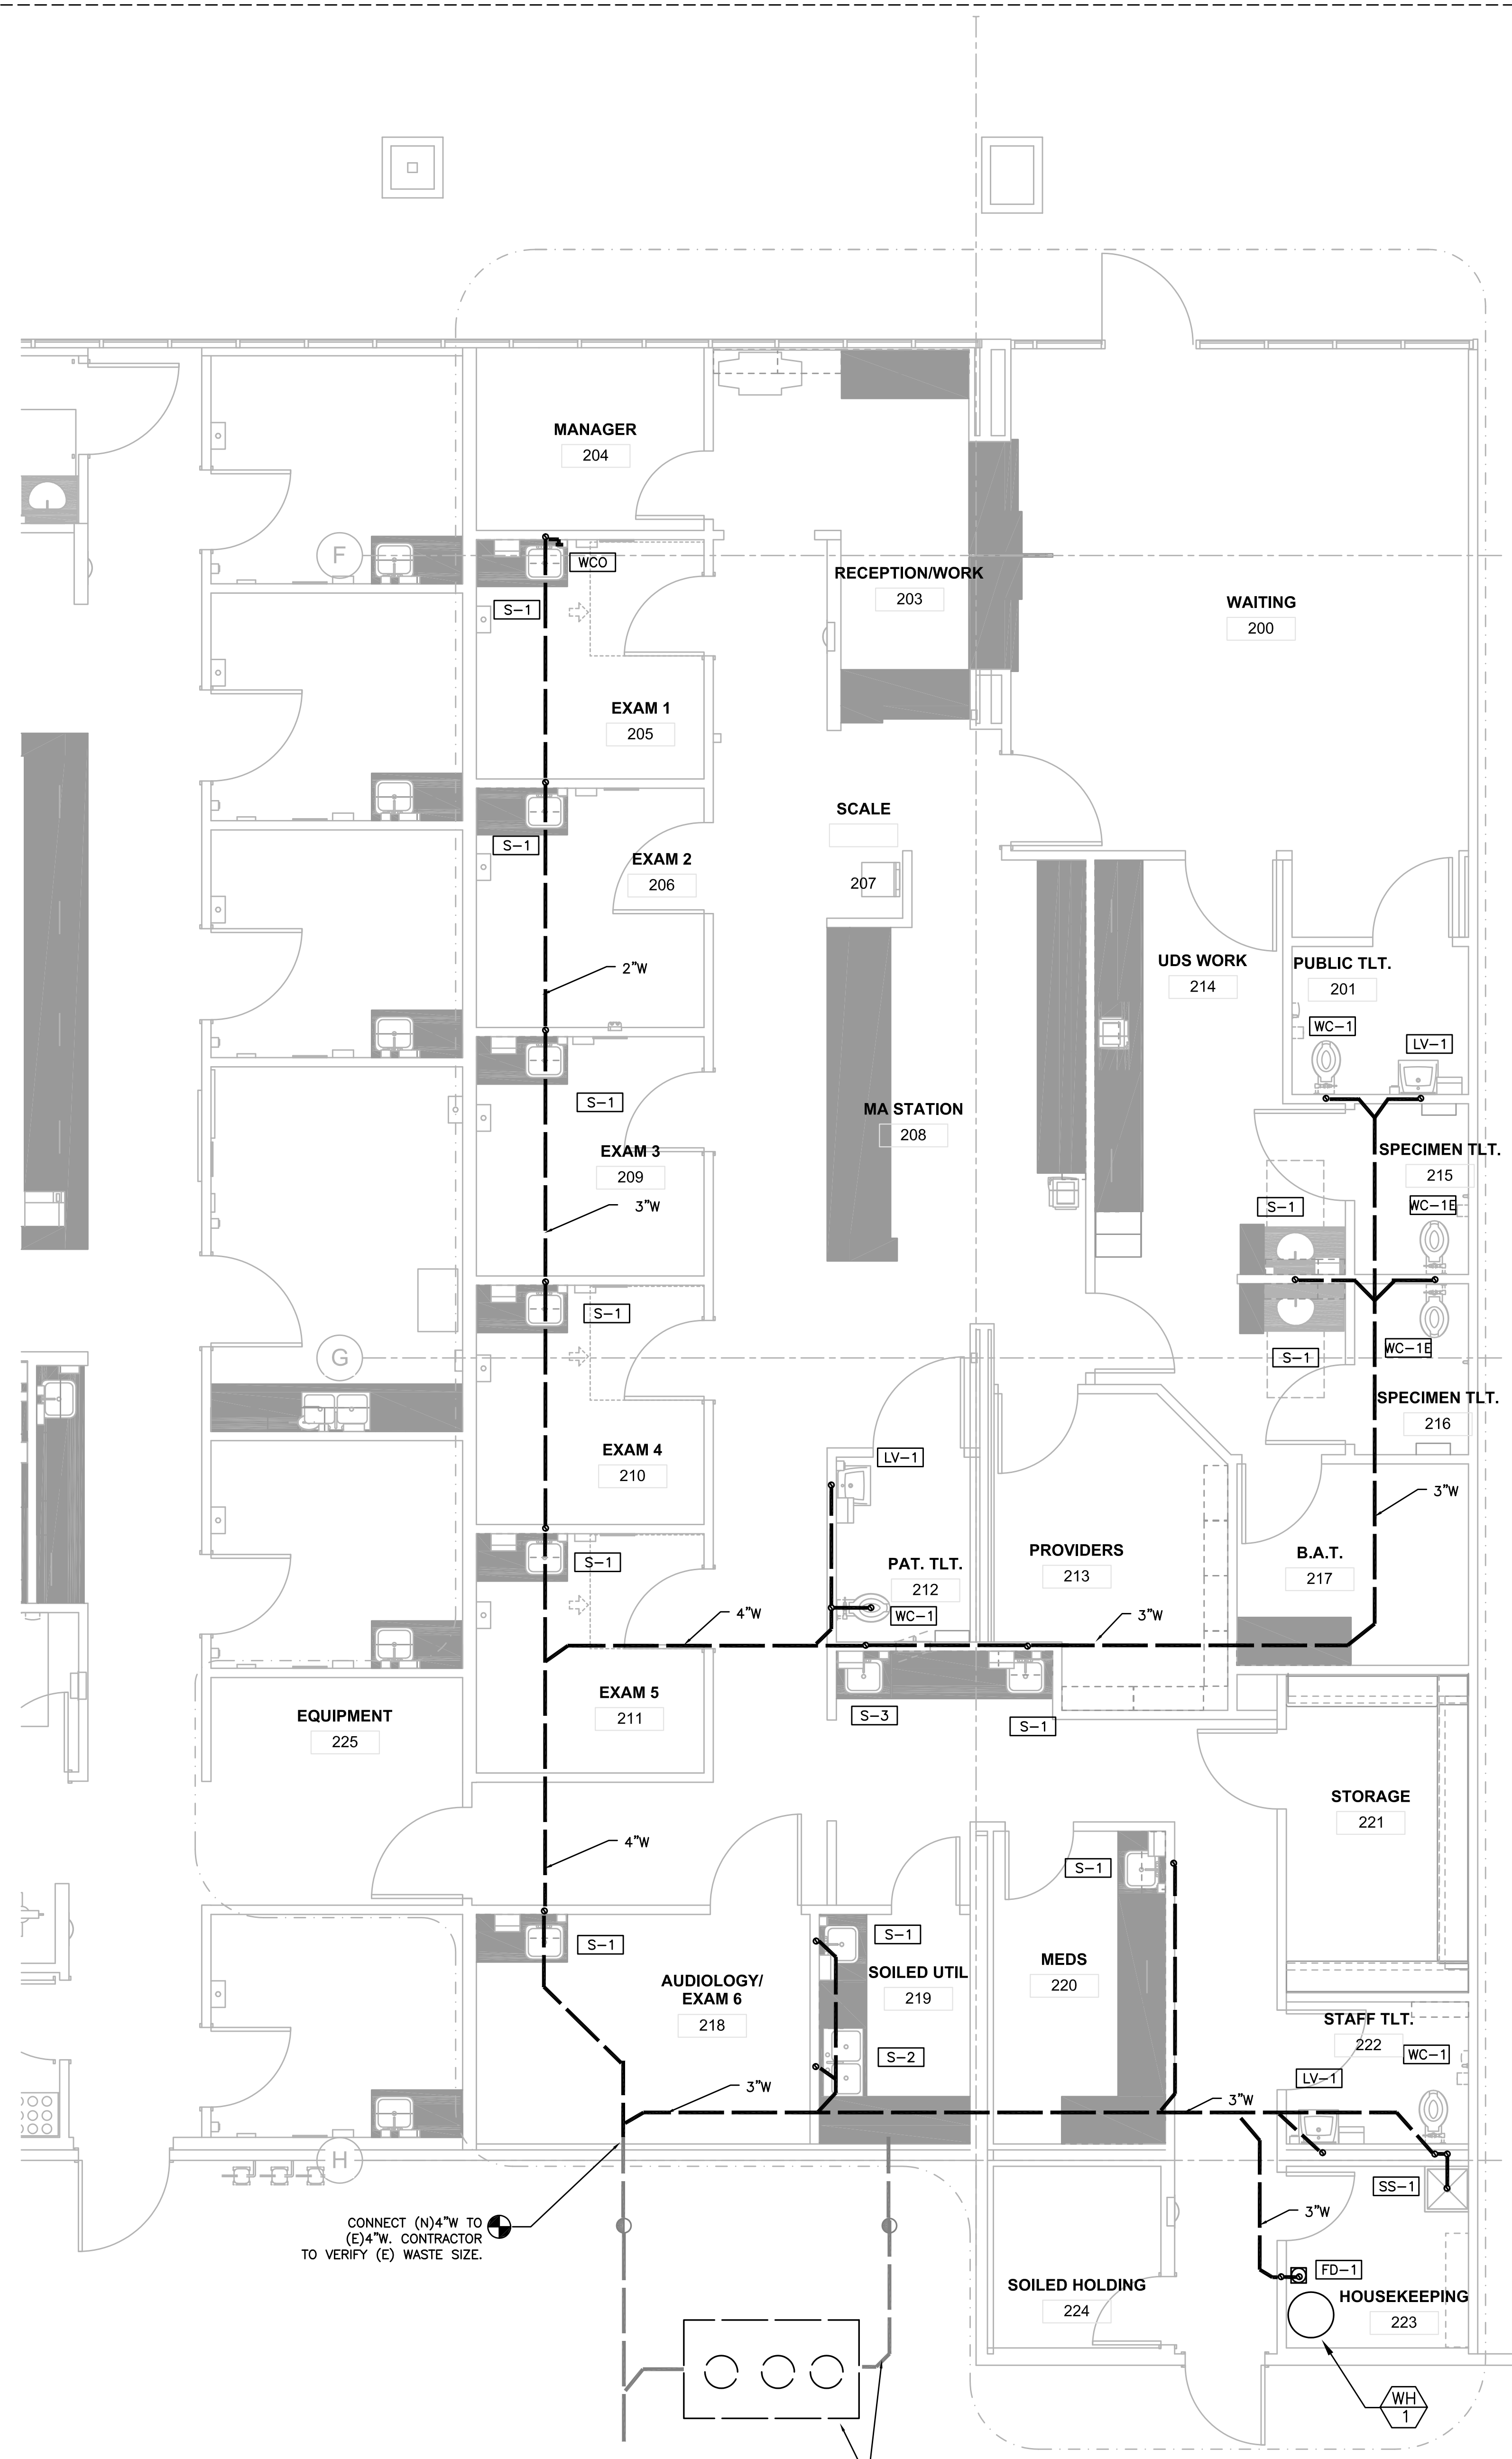 MANAGER
204
F
WCO
S-1
RECEPTION/WORK
203
WAITING
200
EXAM 1
205
SCALE
207
S-1
EXAM 2
206
2"W
UDS WORK
214
PUBLIC TLT.
201
WC-1
LV-1
S-1
MA STATION
208
EXAM 3
209
3"W
SPECIMEN TLT.
215
S-1
WC-1E
S-1
G
S-1
WC-1E
SPECIMEN TLT.
216
EXAM 4
210
LV-1
3"W
S-1
PAT. TLT.
212
WC-1
PROVIDERS
213
B.A.T.
217
4"W
3"W
EXAM 5
211
S-3
S-1
EQUIPMENT
225
STORAGE
221
4"W
S-1
S-1
S-1
AUDIOLOGY/
EXAM 6
218
SOILED UTIL
219
S-2
MEDS
220
STAFF TLT.
222
WC-1
LV-1
3"W
3"W
H
SS-1
3"W
CONNECT (N)4"W TO
(E)4"W. CONTRACTOR
TO VERIFY (E) WASTE SIZE.
FD-1
SOILED HOLDING
224
HOUSEKEEPING
223
WH
1